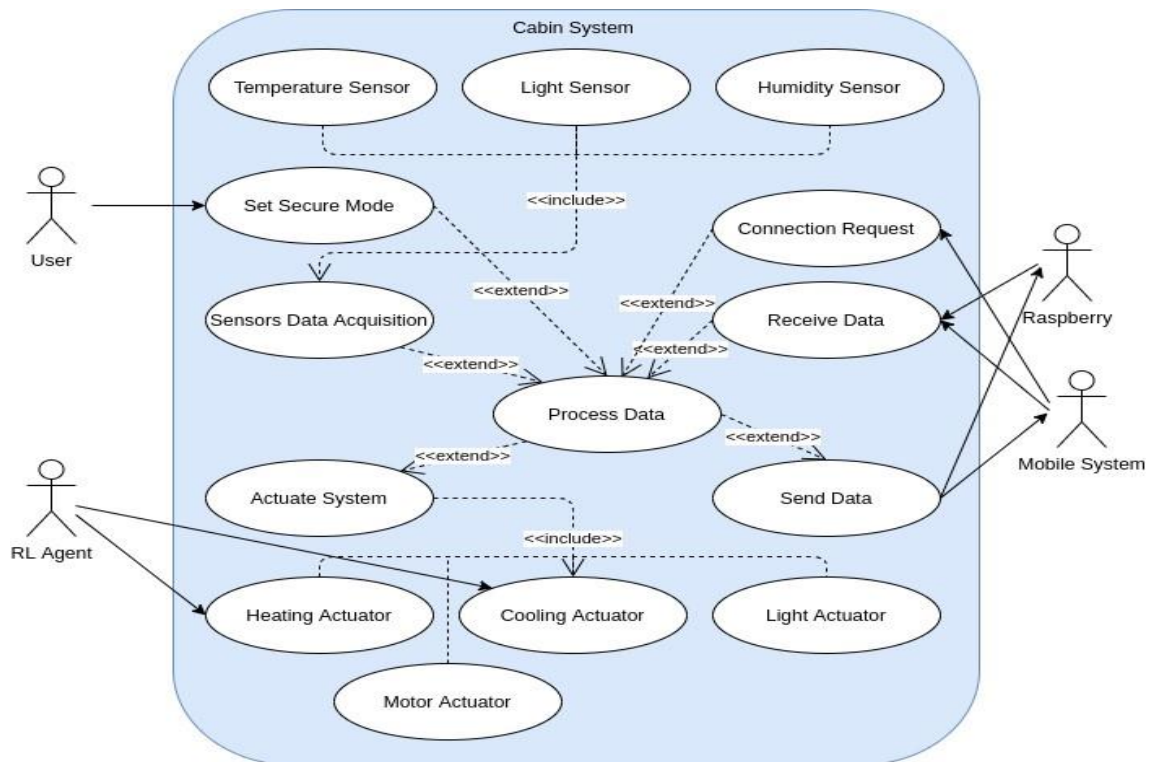 Cabin System
Temperature Sensor
Light Sensor
Humidity Sensor
Set Secure Mode
<<include>>
Connection Request
User
<<extend>>
<<extend>>
Sensors Data Acquisition
Receive Data
Raspberry
<<extend>>
<<extend>>
Process Data
<<extend>>
<<extend>>
Mobile System
Actuate System
Send Data
RL Agent
<<include>>
Heating Actuator
Cooling Actuator
Light Actuator
Motor Actuator